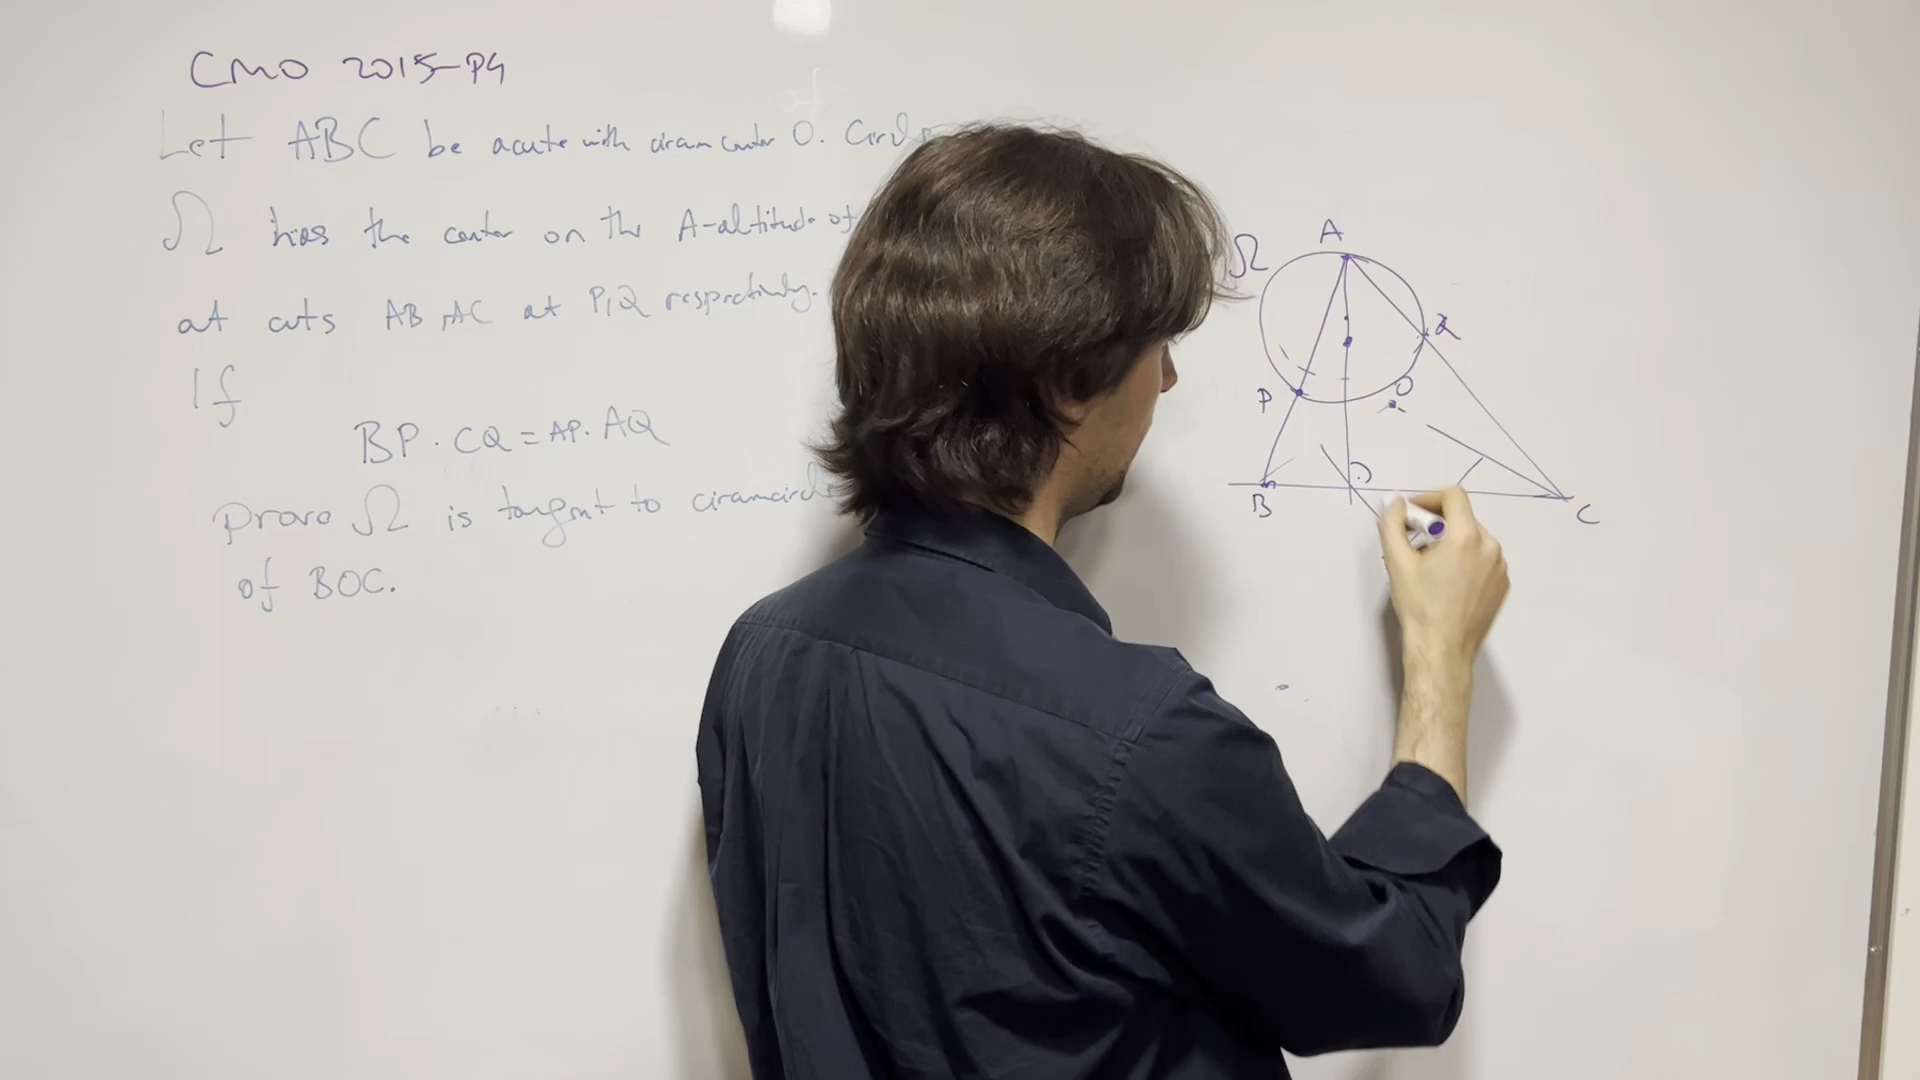 CMO 2015-P4
Let ABC be acute with circumcenter O. Circle
Ω has the center on the A-altitude of
at cuts AB, AC at P,Q respectively.
If
BP · CQ = AP · AQ
Prove Ω is tangent to circumcircle
of BOC.
Ω
A
Q
P
O
B
D
C